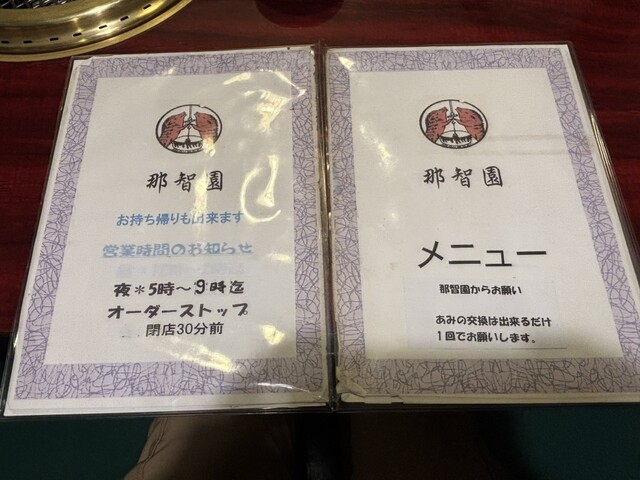 那智園
お持ち帰りも出来ます
営業時間のお知らせ
夜＊5時～9時迄
オーダーストップ
閉店30分前
那智園
メニュー
那智園からお願い
あみの交換は出来るだけ
1回でお願いします。